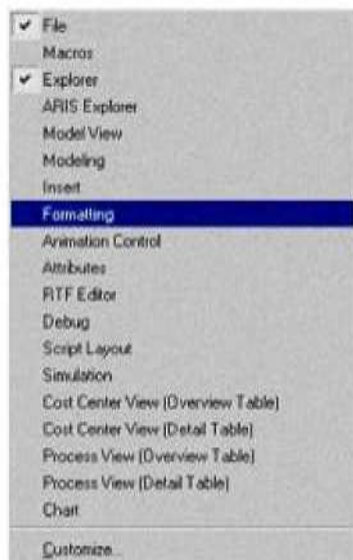 File
Macros
Explorer
ARIS Explorer
Model View
Modeling
Insert
Formatting
Animation Control
Attributes
RTF Editor
Debug
Script Layout
Simulation
Cost Center View (Overview Table)
Cost Center View (Detail Table)
Process View (Overview Table)
Process View (Detail Table)
Chart
Customize...